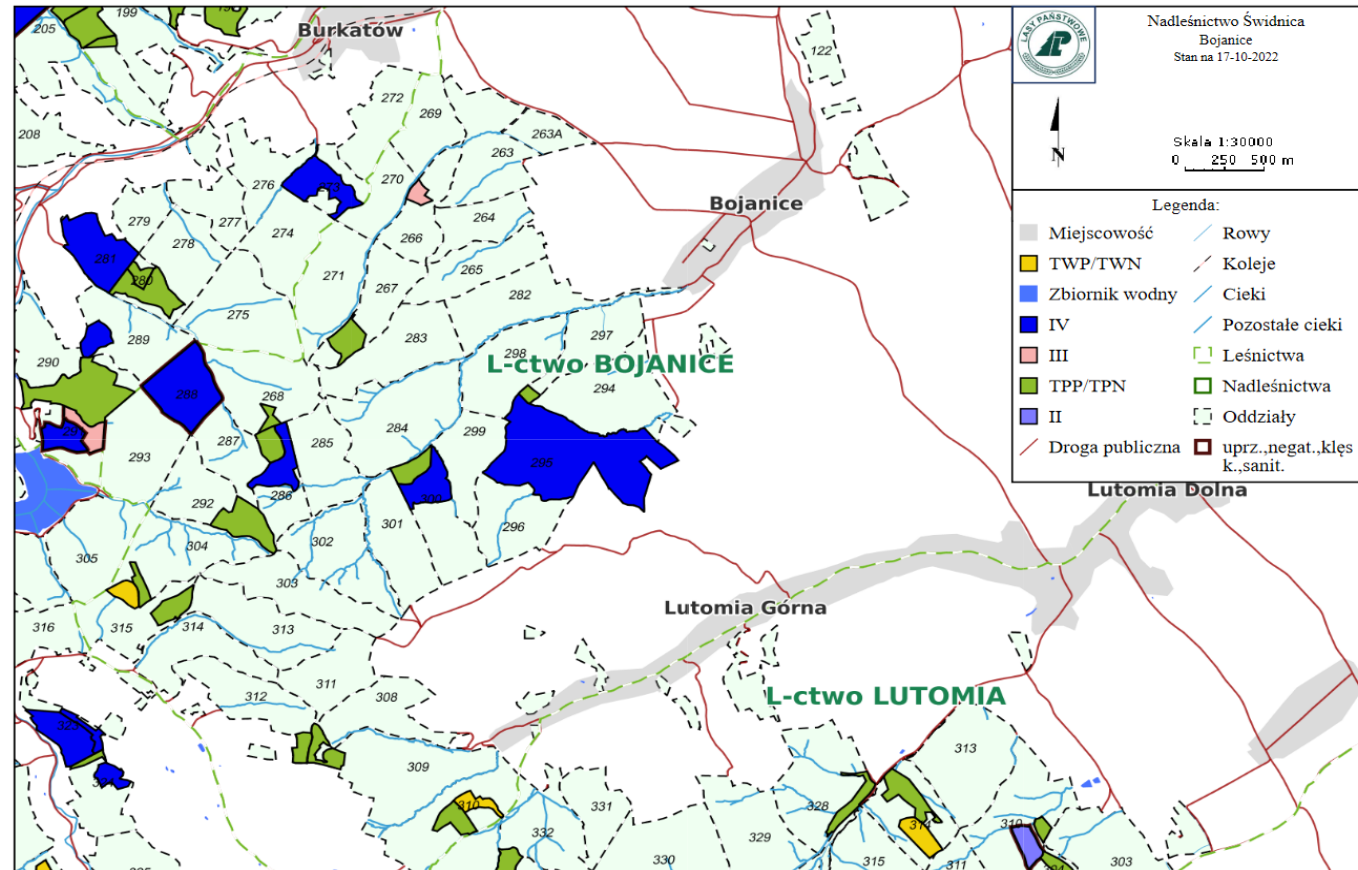 Nadleśnictwo Świdnica
Bojanice
Stan na 17-10-2022
LASY PAŃSTWOWE
N
Skala 1:30000
0 250 500 m
Legenda:
Miejscowość
TWP/TWN
Zbiornik wodny
IV
III
TPP/TPN
II
Droga publiczna
Rowy
Koleje
Cieki
Pozostałe cieki
Leśnictwa
Nadleśnictwa
Oddziały
uprz.,negat.,klęs
k.,sanit.
Burkatów
Bojanice
L-ctwo BOJANICE
Lutomia Dolna
Lutomia Górna
L-ctwo LUTOMIA
205
199
122
208
272
269
263A
263
276
273
270
279
277
274
266
264
278
281
280
271
265
267
282
275
289
283
298
297
290
288
294
268
293
287
285
284
299
295
292
286
300
301
296
305
304
302
303
316
315
314
313
312
311
308
323
309
313
310
331
328
332
329
314
310
330
315
311
303